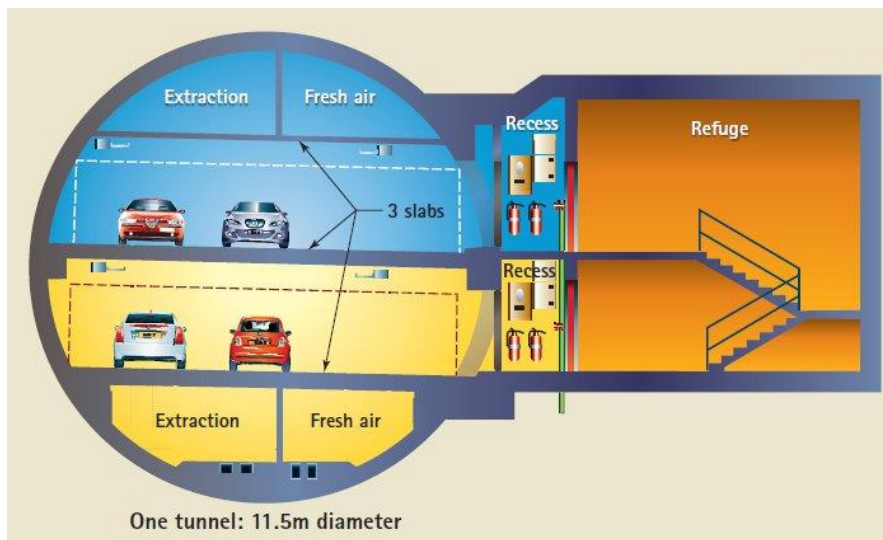 Extraction
Fresh air
Recess
Refuge
3 slabs
Recess
Extraction
Fresh air
One tunnel: 11.5m diameter